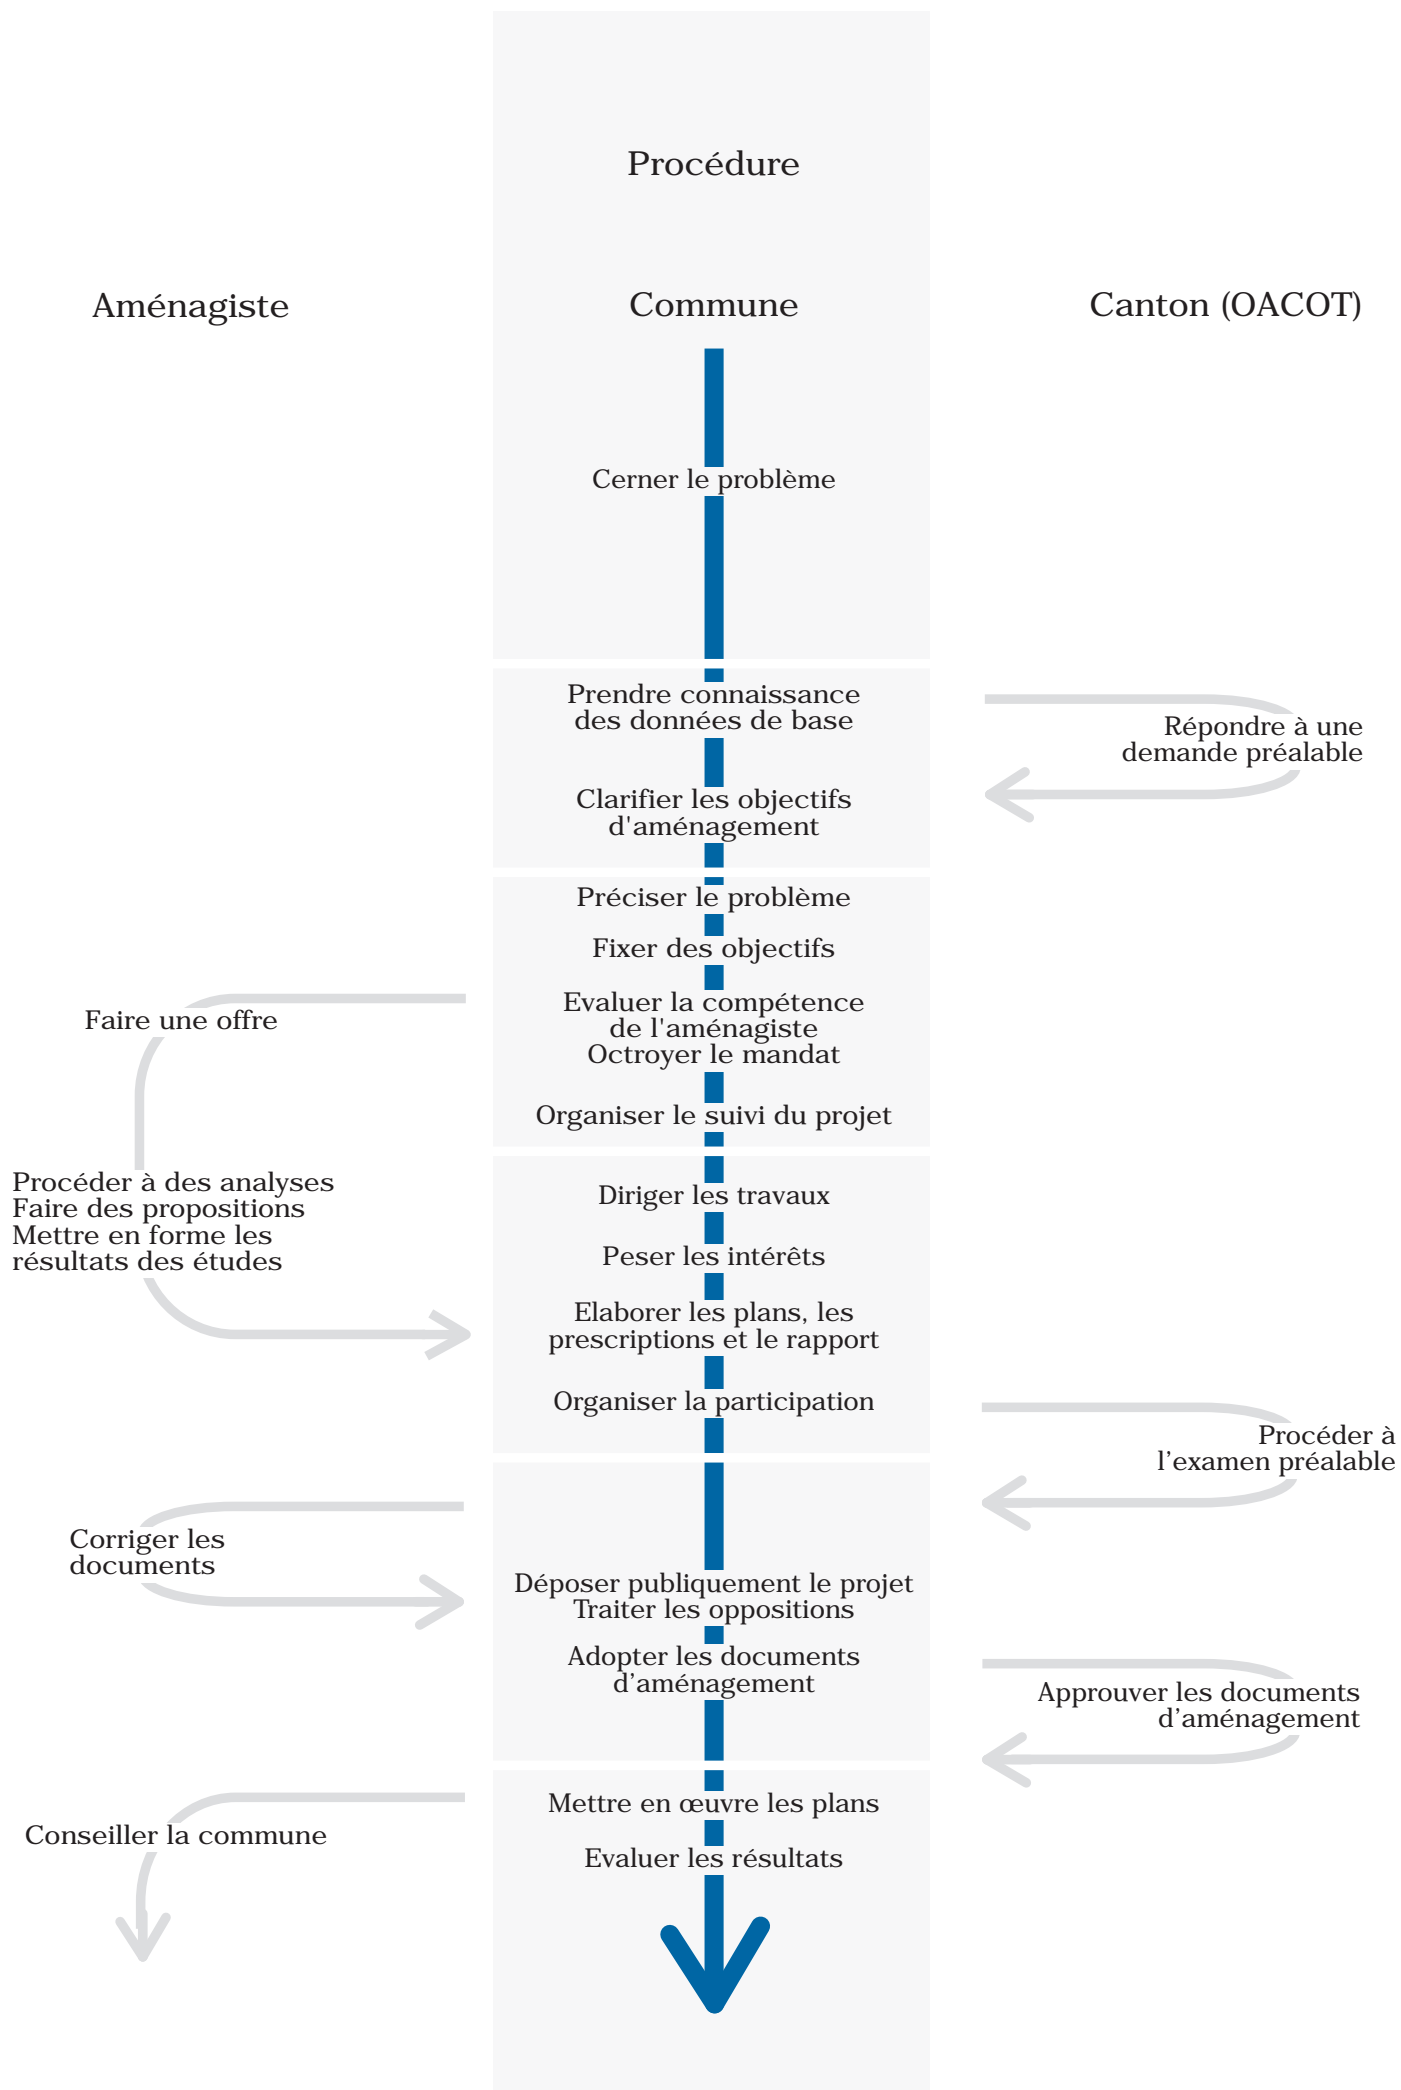 Procédure
Aménagiste
Commune
Canton (OACOT)
Cerner le problème
Prendre connaissance
des données de base
Répondre à une
demande préalable
Clarifier les objectifs
d'aménagement
Préciser le problème
Fixer des objectifs
Faire une offre
Evaluer la compétence
de l'aménagiste
Octroyer le mandat
Organiser le suivi du projet
Procéder à des analyses
Faire des propositions
Mettre en forme les
résultats des études
Diriger les travaux
Peser les intérêts
Elaborer les plans, les
prescriptions et le rapport
Organiser la participation
Procéder à
l’examen préalable
Corriger les
documents
Déposer publiquement le projet
Traiter les oppositions
Adopter les documents
d’aménagement
Approuver les documents
d’aménagement
Mettre en œuvre les plans
Conseiller la commune
Evaluer les résultats